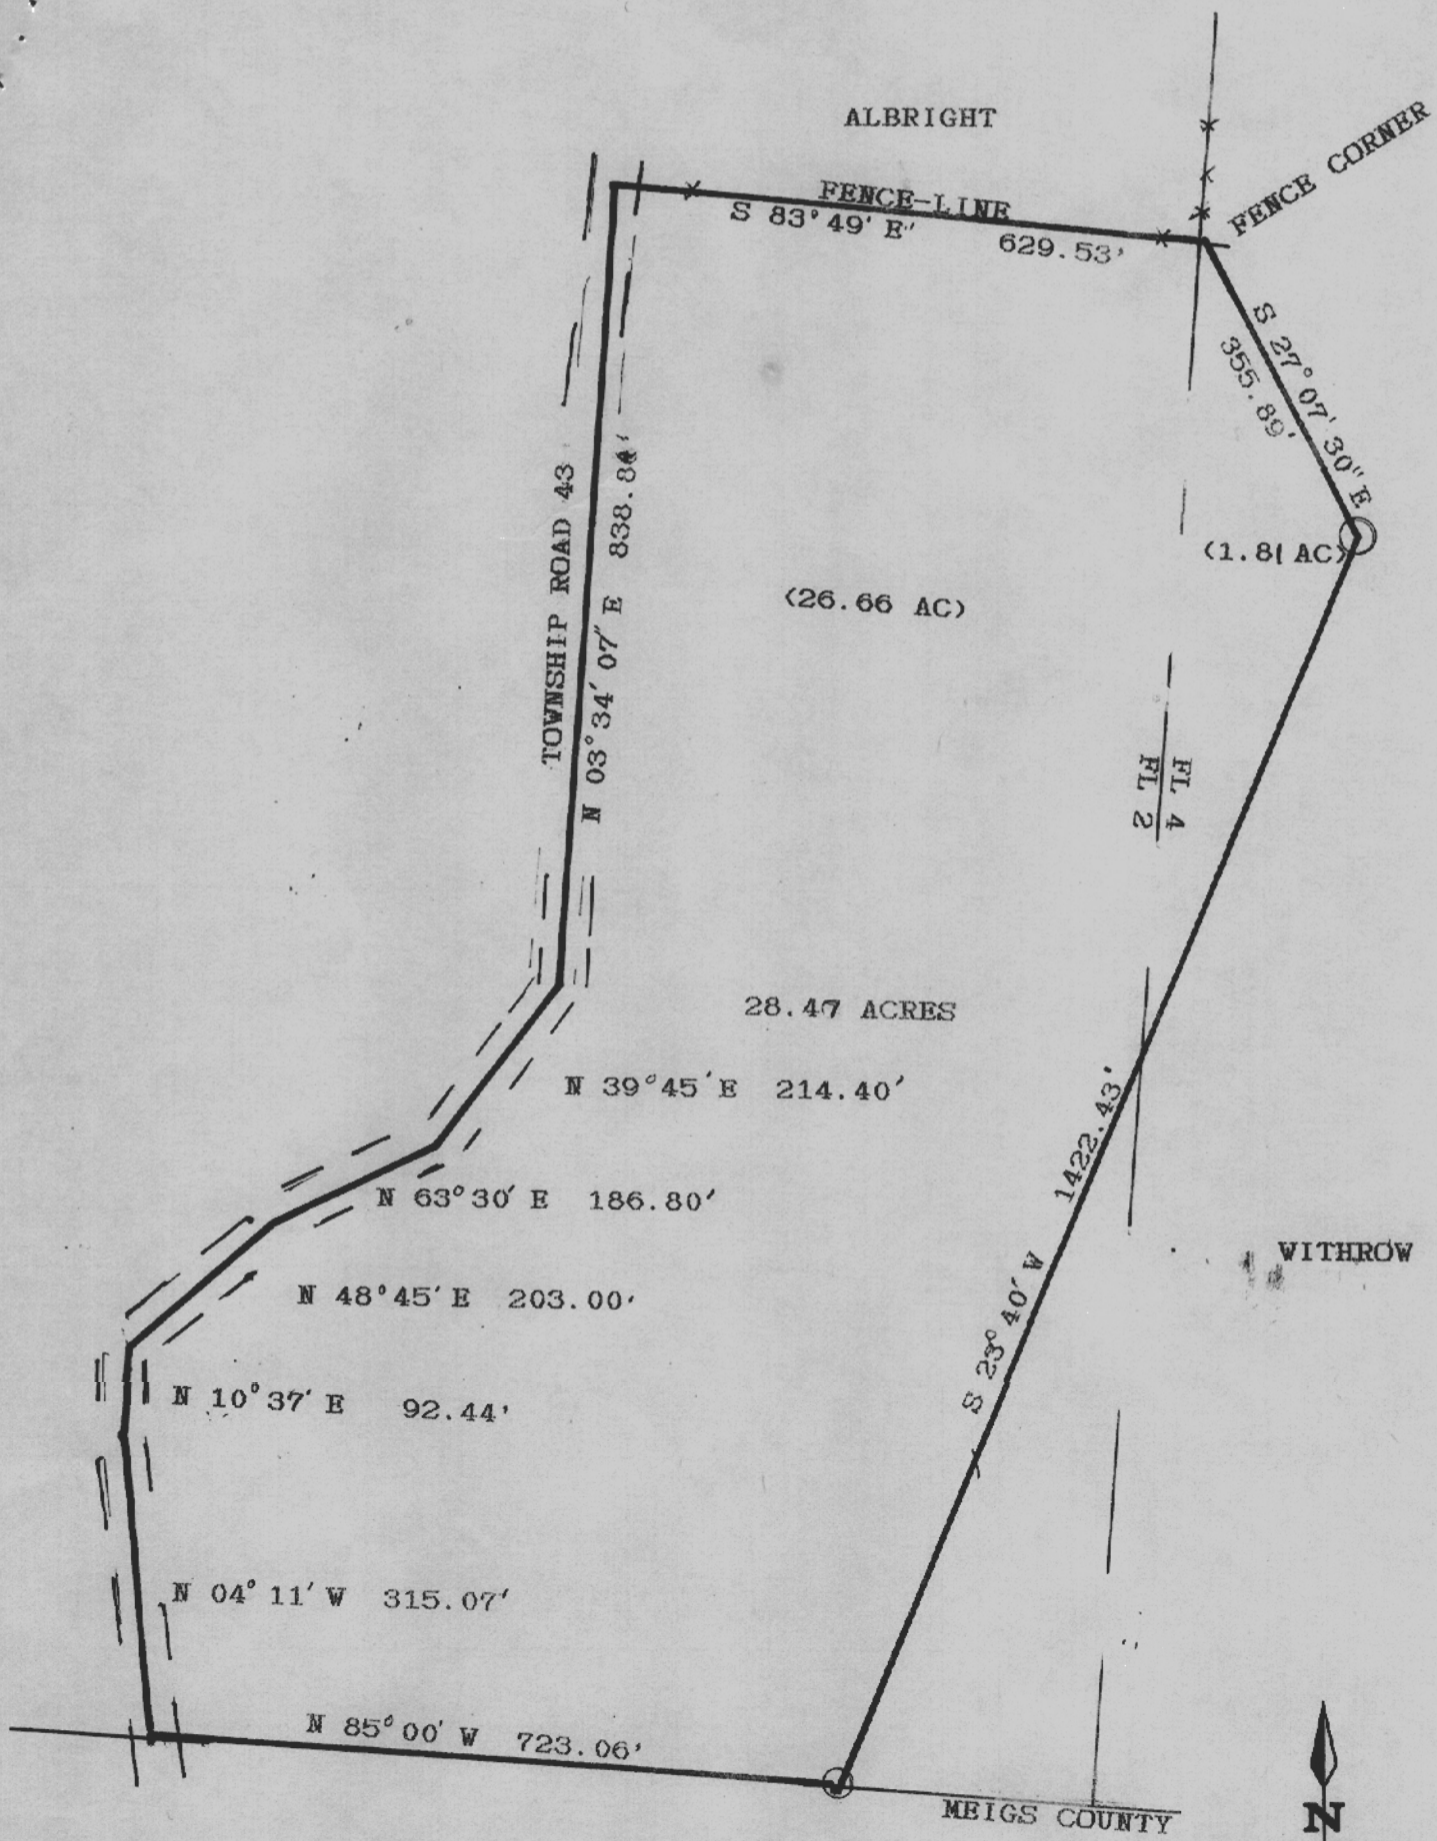 ALBRIGHT
FENCE CORNER
FENCE-LINE
S 83°49' E 629.53'
S 27°07'30" E
355.89'
(1.81 AC)
TOWNSHIP ROAD 43
N 03°34'07" E 838.84'
(26.66 AC)
FL 4
FL 2
28.47 ACRES
N 39°45' E 214.40'
N 63°30' E 186.80'
S 23°40' W 1422.43'
WITHROW
N 48°45' E 203.00'
N 10°37' E 92.44'
N 04°11' W 315.07'
N 85°00' W 723.06'
MEIGS COUNTY
N